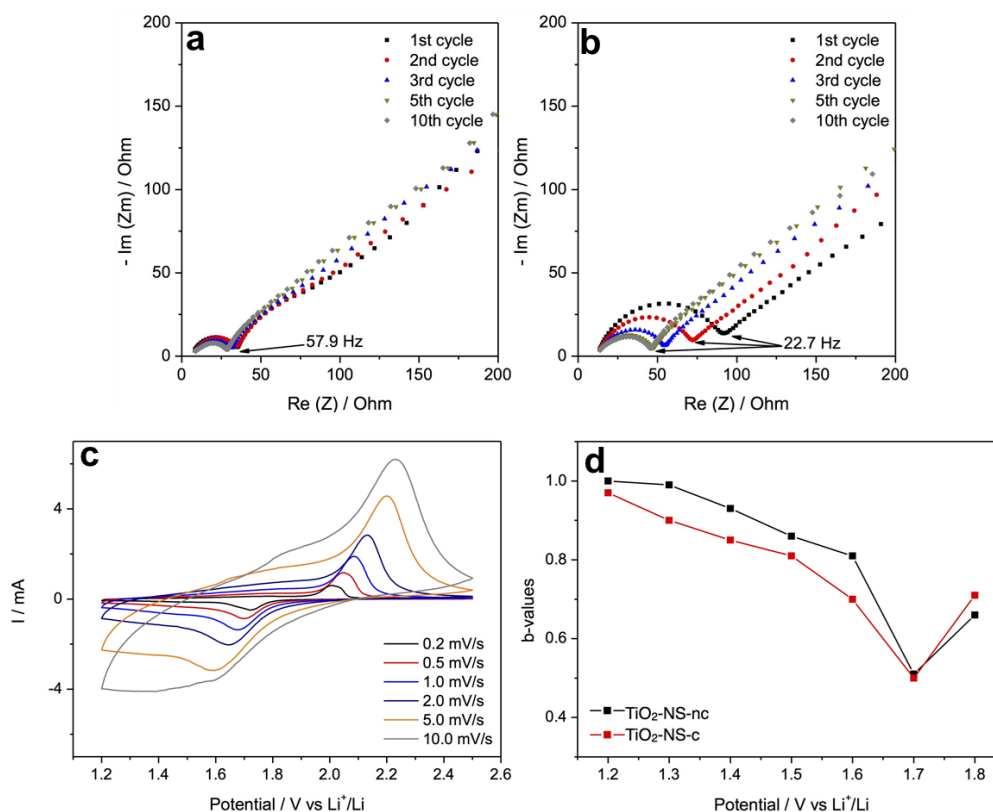 a
200
150
100
50
0
- Im (Zm) / Ohm
1st cycle
2nd cycle
3rd cycle
5th cycle
10th cycle
57.9 Hz
0 50 100 150 200
Re (Z) / Ohm
b
200
150
100
50
0
- Im (Zm) / Ohm
1st cycle
2nd cycle
3rd cycle
5th cycle
10th cycle
22.7 Hz
0 50 100 150 200
Re (Z) / Ohm
c
4
0
-4
I / mA
0.2 mV/s
0.5 mV/s
1.0 mV/s
2.0 mV/s
5.0 mV/s
10.0 mV/s
1.2 1.4 1.6 1.8 2.0 2.2 2.4 2.6
Potential / V vs Li⁺/Li
d
1.0
0.8
0.6
0.4
b-values
TiO₂-NS-nc
TiO₂-NS-c
1.2 1.3 1.4 1.5 1.6 1.7 1.8
Potential / V vs Li⁺/Li